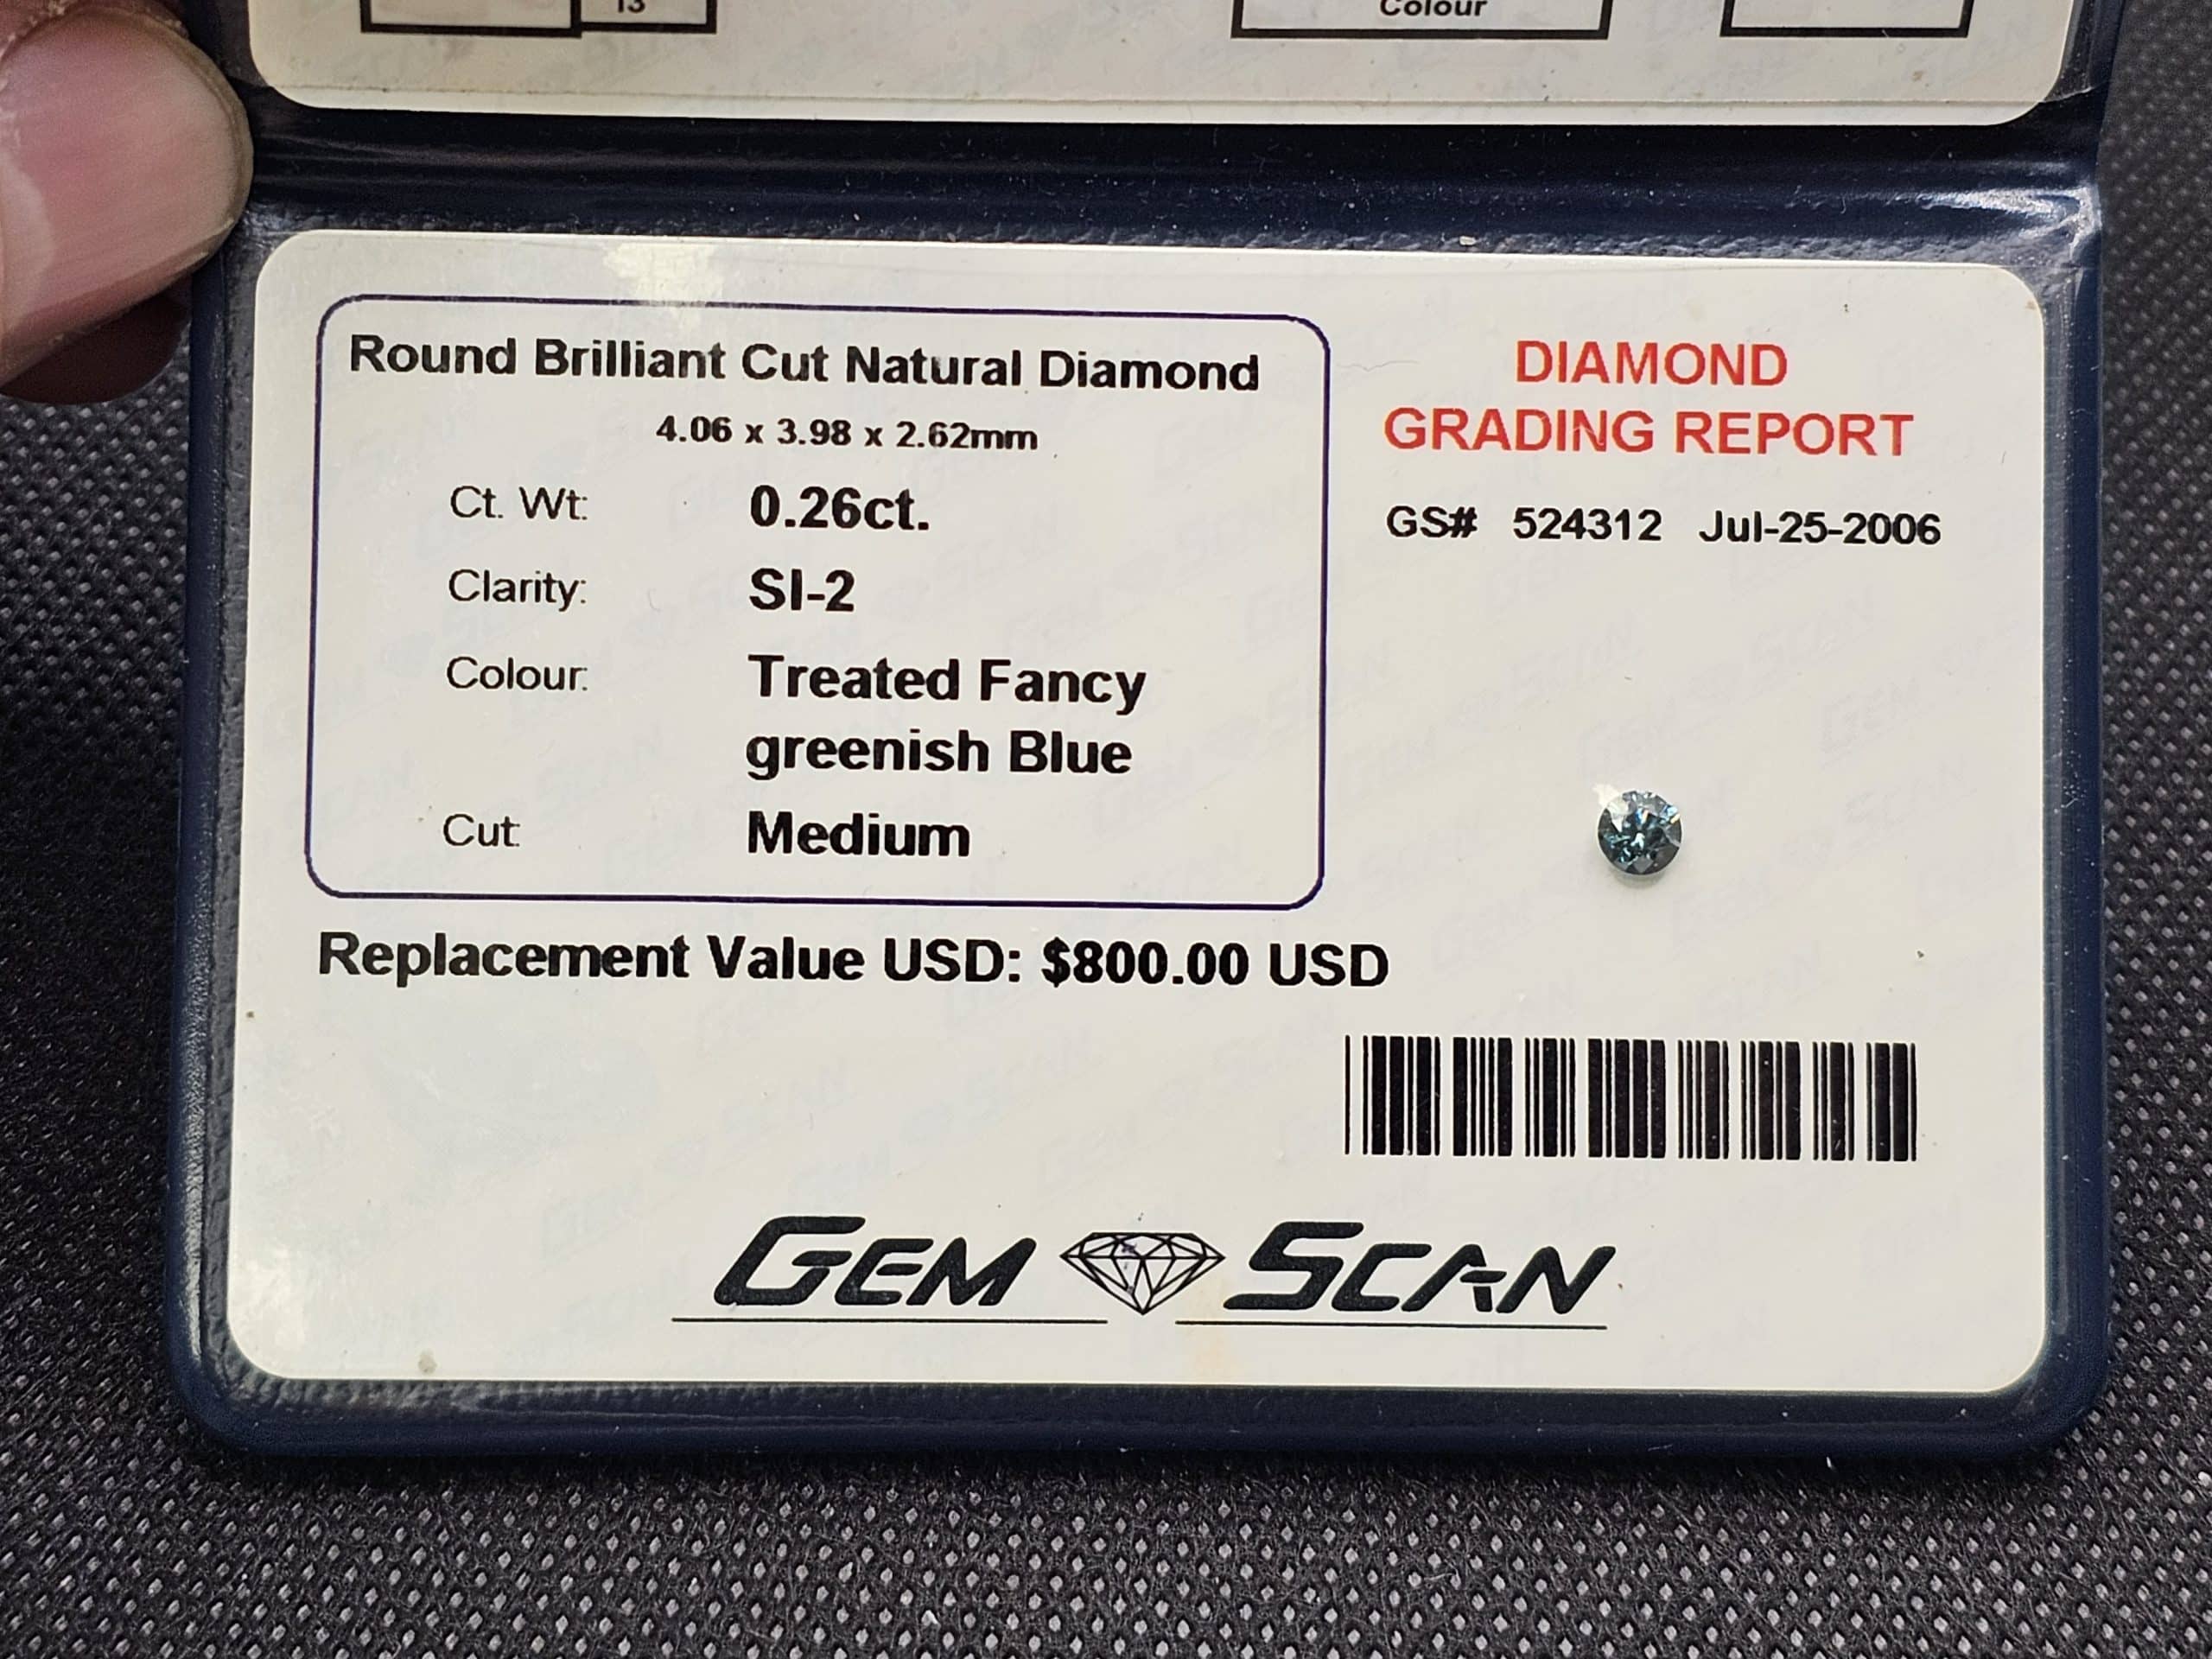 I3
Colour
Round Brilliant Cut Natural Diamond
4.06 x 3.98 x 2.62mm
Ct. Wt: 0.26ct.
Clarity: SI-2
Colour: Treated Fancy
greenish Blue
Cut: Medium
Replacement Value USD: $800.00 USD
DIAMOND
GRADING REPORT
GS# 524312 Jul-25-2006
GEM SCAN